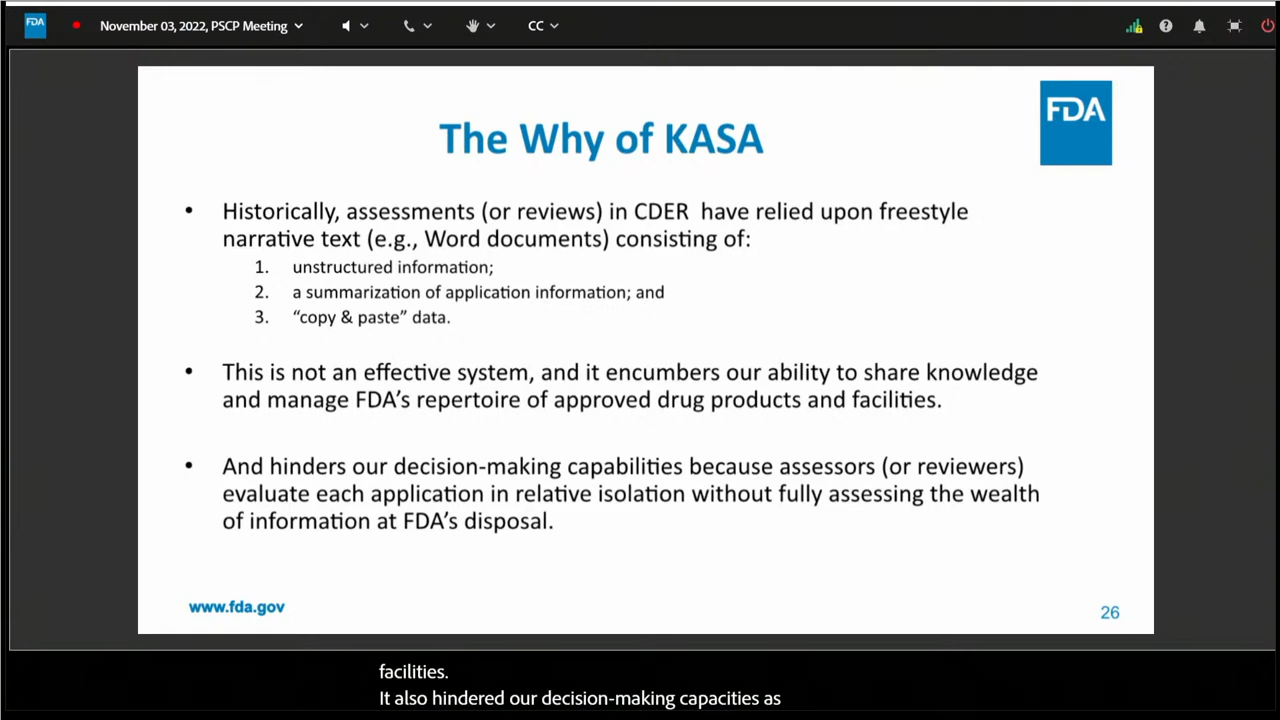 FDA
November 03, 2022, PSCP Meeting
CC
FDA
The Why of KASA
• Historically, assessments (or reviews) in CDER have relied upon freestyle
narrative text (e.g., Word documents) consisting of:
1. unstructured information;
2. a summarization of application information; and
3. “copy & paste” data.
• This is not an effective system, and it encumbers our ability to share knowledge
and manage FDA’s repertoire of approved drug products and facilities.
• And hinders our decision-making capabilities because assessors (or reviewers)
evaluate each application in relative isolation without fully assessing the wealth
of information at FDA’s disposal.
www.fda.gov
26
facilities.
It also hindered our decision-making capacities as